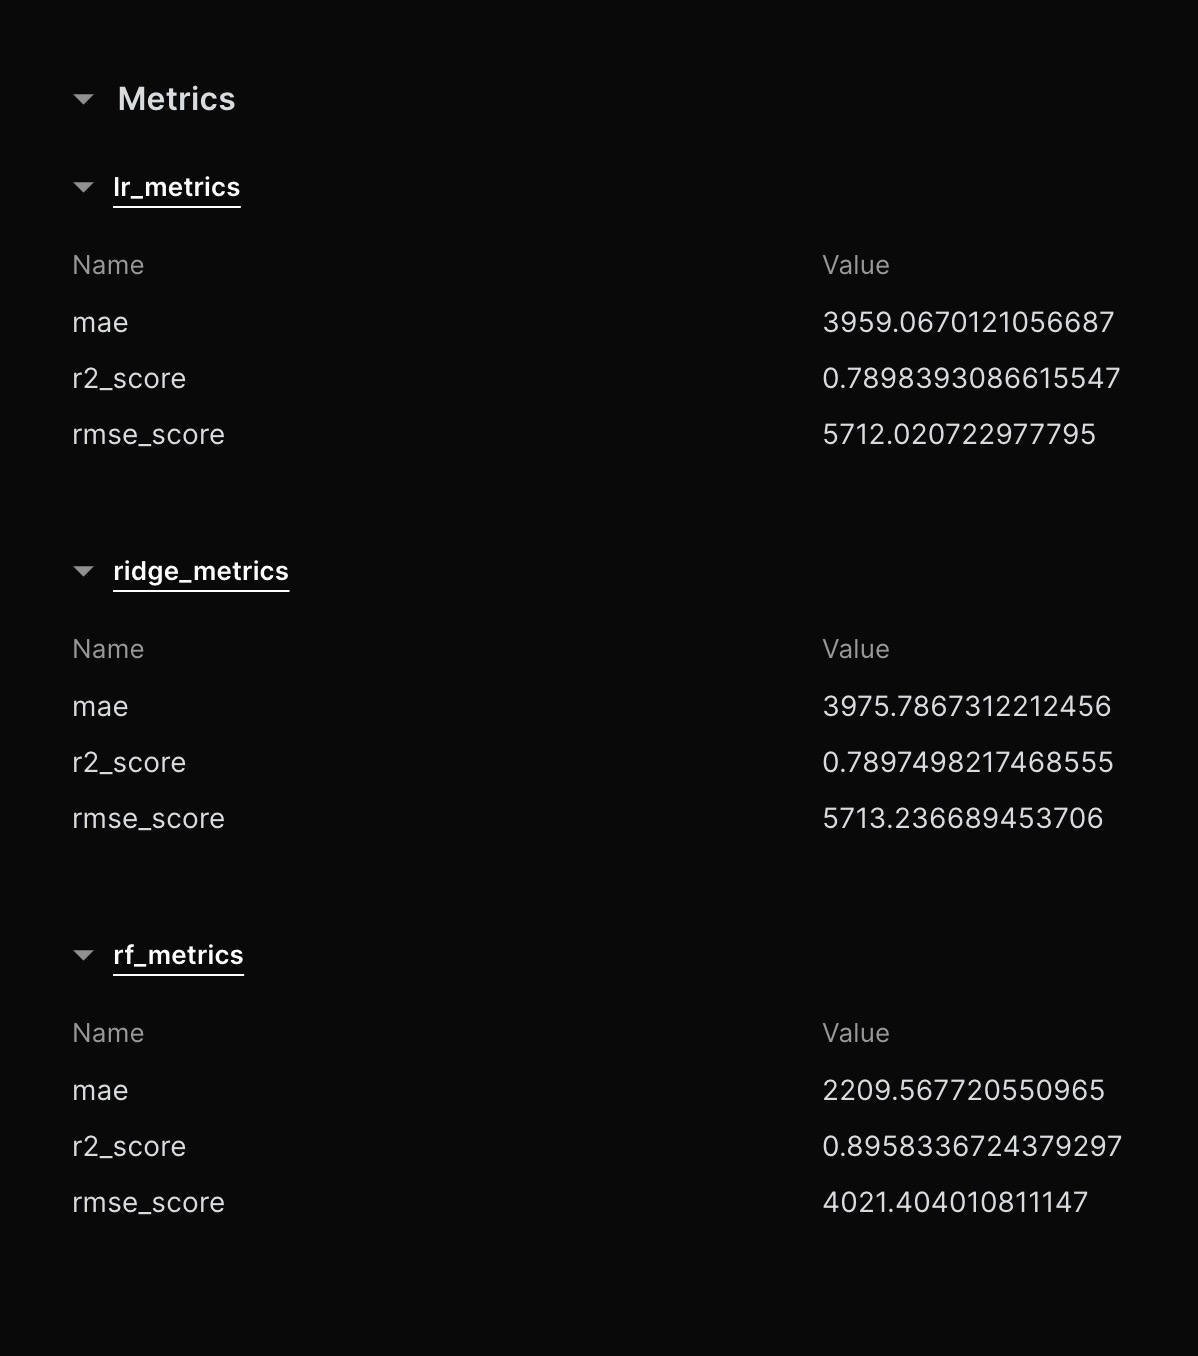 Metrics
lr_metrics
Name Value
mae 3959.0670121056687
r2_score 0.7898393086615547
rmse_score 5712.020722977795
ridge_metrics
Name Value
mae 3975.7867312212456
r2_score 0.7897498217468555
rmse_score 5713.236689453706
rf_metrics
Name Value
mae 2209.567720550965
r2_score 0.8958336724379297
rmse_score 4021.404010811147